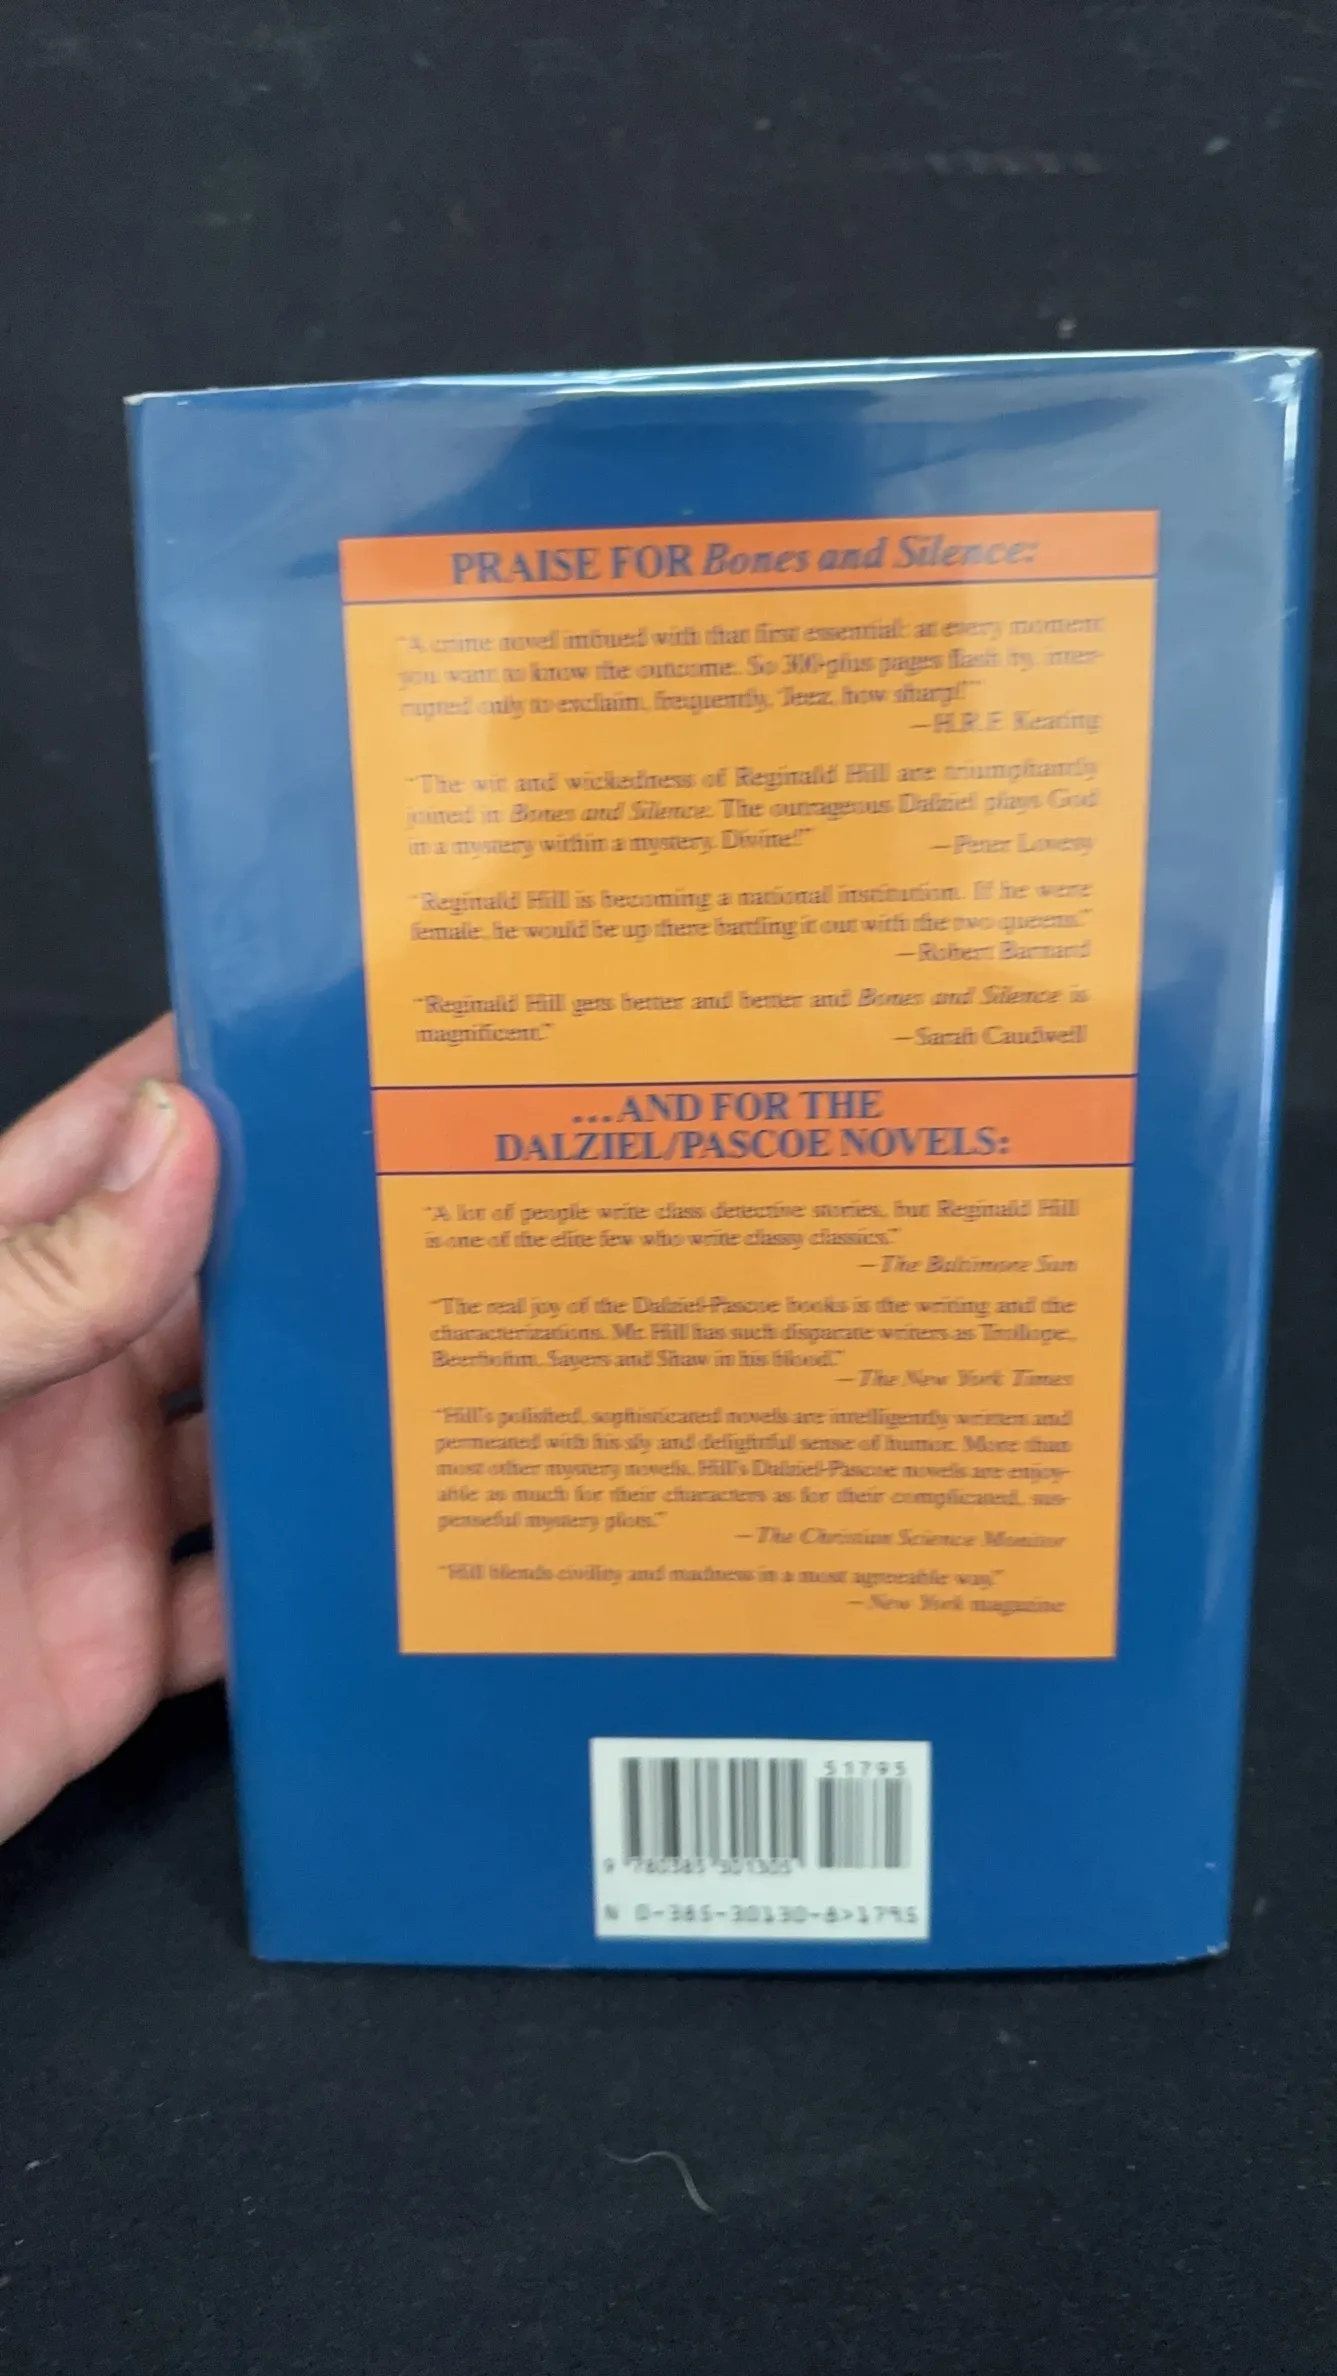 PRAISE FOR Bones and Silence:
"A crime novel imbued with that first essential: at every moment
you want to know the outcome. So 300-plus pages flash by, inter-
rupted only to exclaim, frequently, 'Jeez, how sharp!'"
—H.R.F. Keating
"The wit and wickedness of Reginald Hill are triumphantly
joined in Bones and Silence. The outrageous Dalziel plays God
in a mystery within a mystery. Divine!"
—Peter Lovesy
"Reginald Hill is becoming a national institution. If he were
female, he would be up there battling it out with the two queens."
—Robert Barnard
"Reginald Hill gets better and better and Bones and Silence is
magnificent."
—Sarah Caudwell
...AND FOR THE
DALZIEL/PASCOE NOVELS:
"A lot of people write class detective stories, but Reginald Hill
is one of the elite few who write classy classics."
—The Baltimore Sun
"The real joy of the Dalziel-Pascoe books is the writing and the
characterizations. Mr. Hill has such disparate writers as Trollope,
Beerbohm, Sayers and Shaw in his blood."
—The New York Times
"Hill's polished, sophisticated novels are intelligently written and
permeated with his sly and delightful sense of humor. More than
most other mystery novels, Hill's Dalziel-Pascoe novels are enjoy-
able as much for their characters as for their complicated, sus-
penseful mystery plots."
—The Christian Science Monitor
"Hill blends civility and madness in a most agreeable way."
—New York magazine
51795
9 780385 301305
N 0-385-30130-8>1795